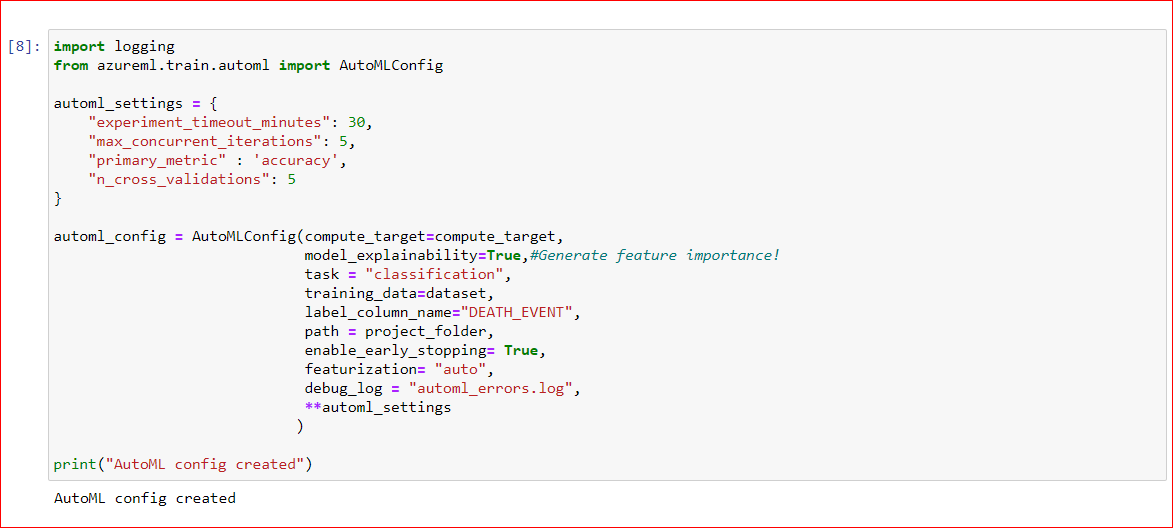 [8]: import logging
from azureml.train.automl import AutoMLConfig
automl_settings = {
    "experiment_timeout_minutes": 30,
    "max_concurrent_iterations": 5,
    "primary_metric" : 'accuracy',
    "n_cross_validations": 5
}
automl_config = AutoMLConfig(compute_target=compute_target,
                             model_explainability=True,#Generate feature importance!
                             task = "classification",
                             training_data=dataset,
                             label_column_name="DEATH_EVENT",
                             path = project_folder,
                             enable_early_stopping= True,
                             featurization= "auto",
                             debug_log = "automl_errors.log",
                             **automl_settings
                            )
print("AutoML config created")
AutoML config created